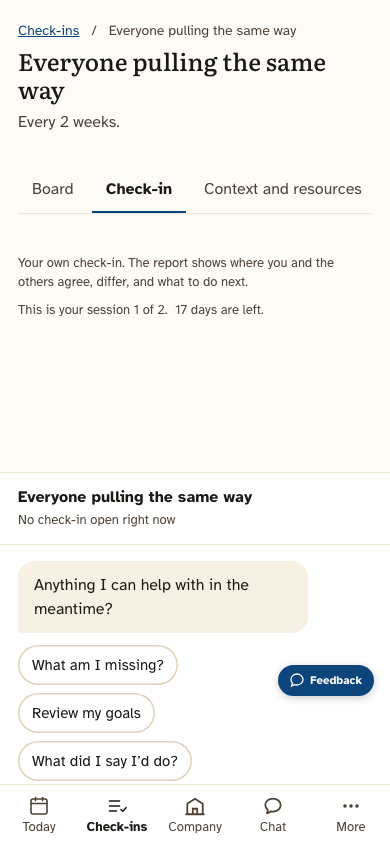 Check-ins / Everyone pulling the same way
Everyone pulling the same
way
Every 2 weeks.
Board Check-in Context and resources
Your own check-in. The report shows where you and the
others agree, differ, and what to do next.
This is your session 1 of 2. 17 days are left.
Everyone pulling the same way
No check-in open right now
Anything I can help with in the
meantime?
What am I missing?
Feedback
Review my goals
What did I say I'd do?
Today Check-ins Company Chat More